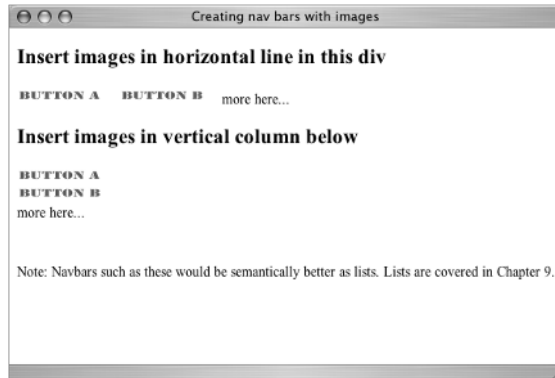 Creating nav bars with images
Insert images in horizontal line in this div
BUTTON A BUTTON B more here...
Insert images in vertical column below
BUTTON A
BUTTON B
more here...
Note: Navbars such as these would be semantically better as lists. Lists are covered in Chapter 9.